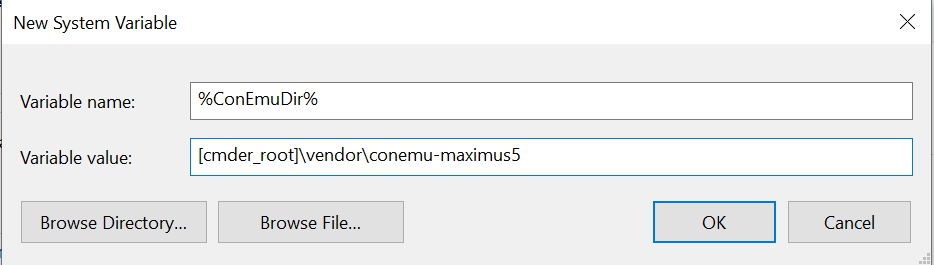 New System Variable
Variable name: %ConEmuDir%
Variable value: [cmder_root]\vendor\conemu-maximus5
Browse Directory... Browse File... OK Cancel